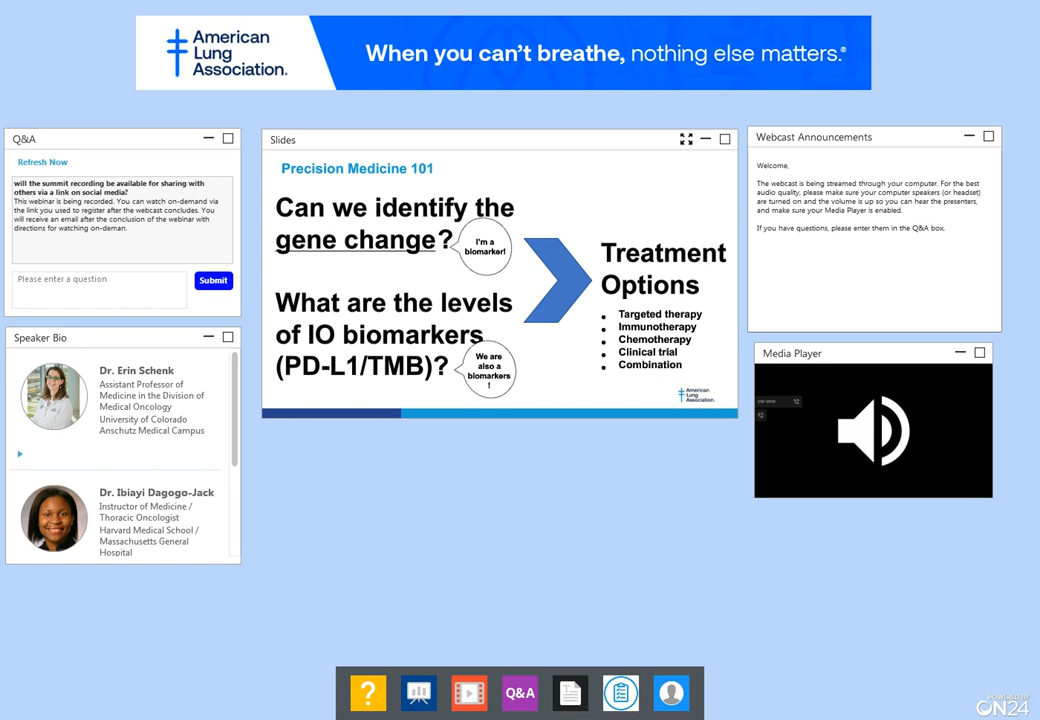 American
Lung
Association.
When you can't breathe, nothing else matters.®
Q&A
Refresh Now
will the summit recording be available for sharing with
others via a link on social media?
This webinar is being recorded. You can watch on-demand via
the link you used to register after the webcast concludes. You
will receive an email after the conclusion of the webinar with
directions for watching on-deman.
Please enter a question
Submit
Speaker Bio
Dr. Erin Schenk
Assistant Professor of
Medicine in the Division of
Medical Oncology
University of Colorado
Anschutz Medical Campus
Dr. Ibiayi Dagogo-Jack
Instructor of Medicine /
Thoracic Oncologist
Harvard Medical School /
Massachusetts General
Hospital
Slides
Precision Medicine 101
Can we identify the
gene change?
I'm a
biomarker!
What are the levels
of IO biomarkers
(PD-L1/TMB)?
We are
also a
biomarkers
!
Treatment
Options
• Targeted therapy
• Immunotherapy
• Chemotherapy
• Clinical trial
• Combination
American
Lung
Association.
Webcast Announcements
Welcome,
The webcast is being streamed through your computer. For the best
audio quality, please make sure your computer speakers (or headset)
are turned on and the volume is up so you can hear the presenters,
and make sure your Media Player is enabled.
If you have questions, please enter them in the Q&A box.
Media Player
?
Q&A
POWERED BY
ON24